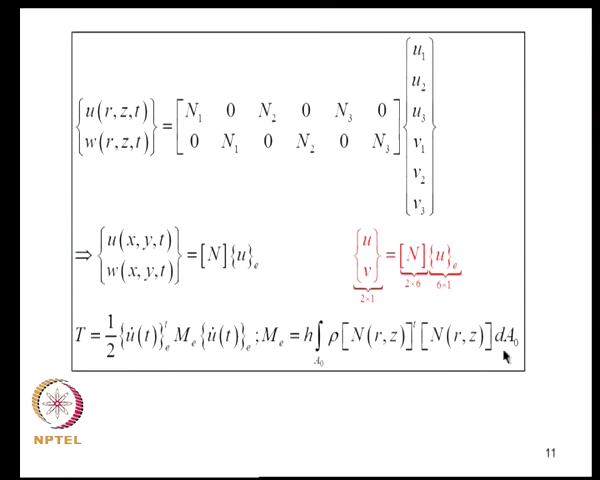 {u(r,z,t) w(r,z,t)} = [N₁ 0 N₂ 0 N₃ 0; 0 N₁ 0 N₂ 0 N₃] {u₁ u₂ u₃ v₁ v₂ v₃}
⇒ {u(x,y,t) w(x,y,t)} = [N]{u}ₑ
{u v} = [N] {u}ₑ
2×1 2×6 6×1
T = 1/2 {u̇(t)}ₑᵗ Mₑ {u̇(t)}ₑ ; Mₑ = h ∫_{A₀} ρ [N(r,z)]ᵗ [N(r,z)] dA₀
NPTEL
11